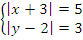 |x + 3| = 5
|y − 2| = 3